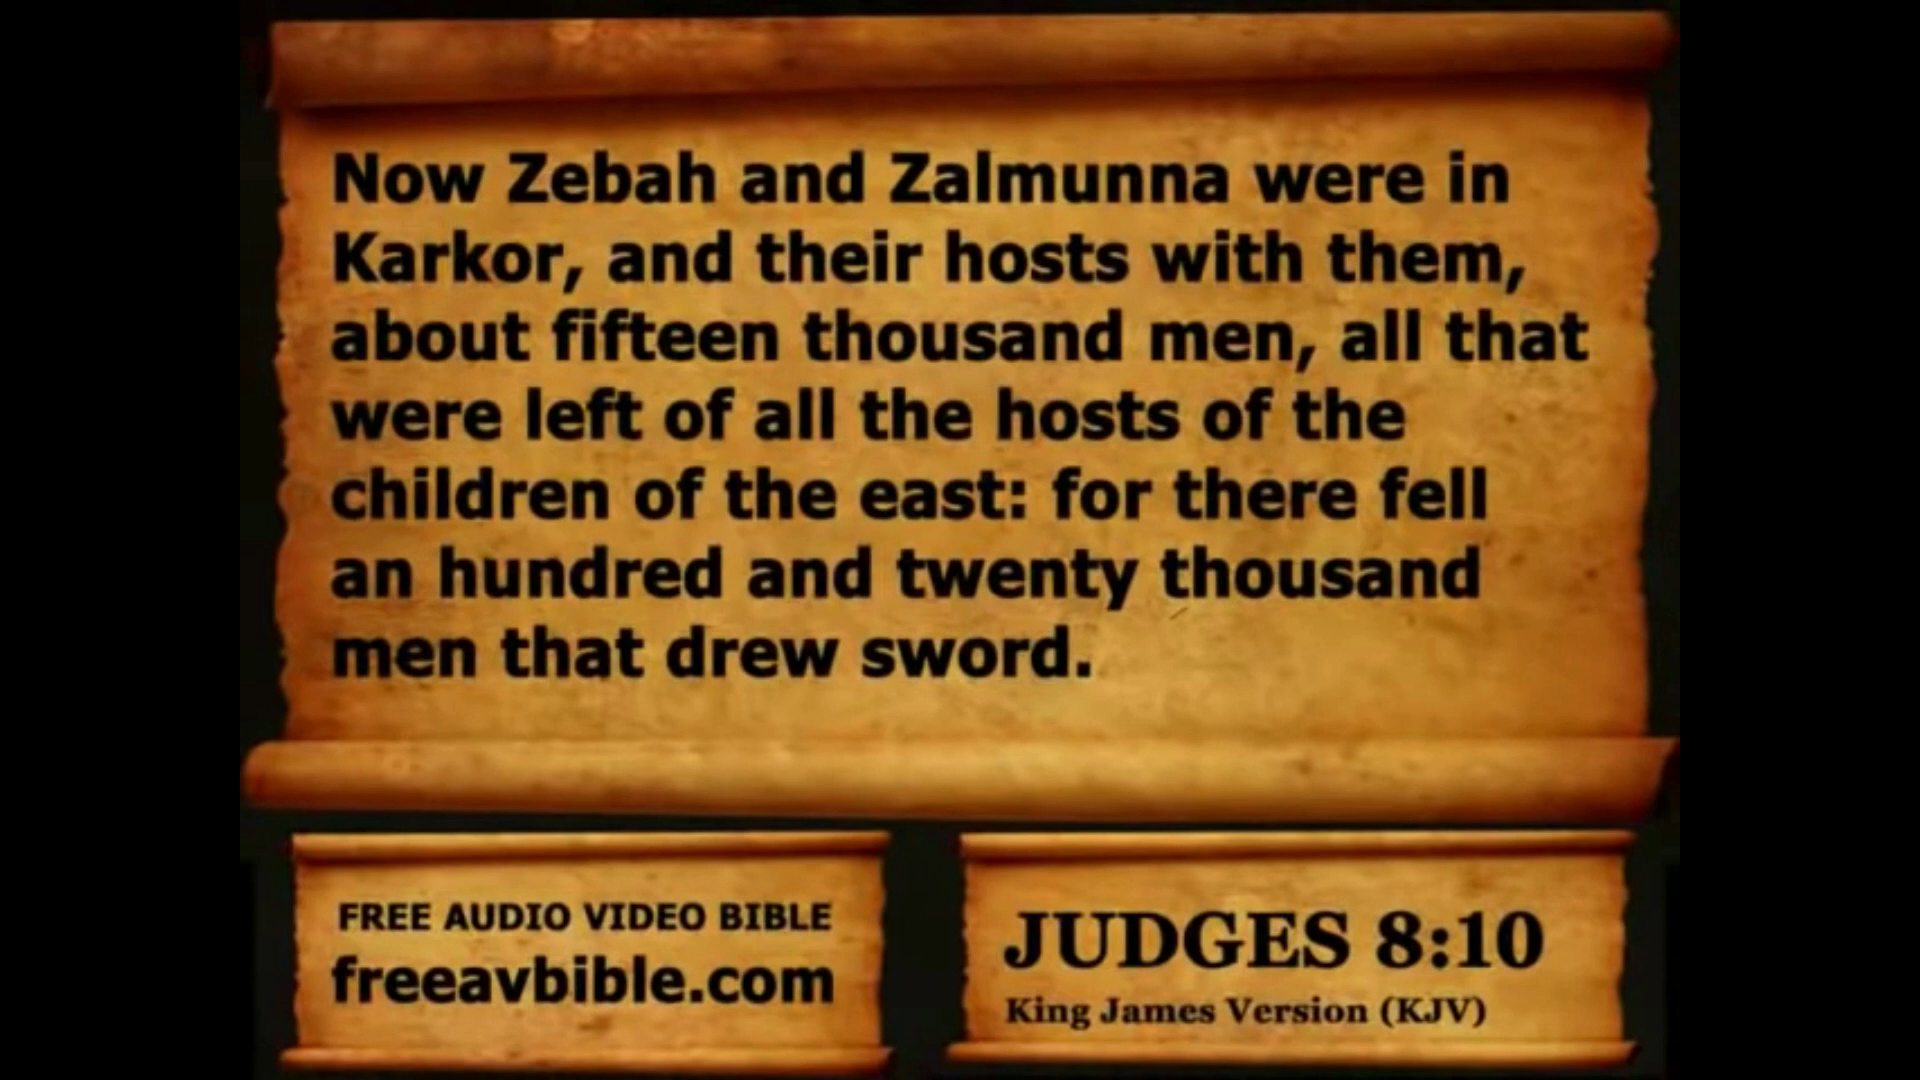 Now Zebah and Zalmunna were in
Karkor, and their hosts with them,
about fifteen thousand men, all that
were left of all the hosts of the
children of the east: for there fell
an hundred and twenty thousand
men that drew sword.
FREE AUDIO VIDEO BIBLE
freeavbible.com
JUDGES 8:10
King James Version (KJV)